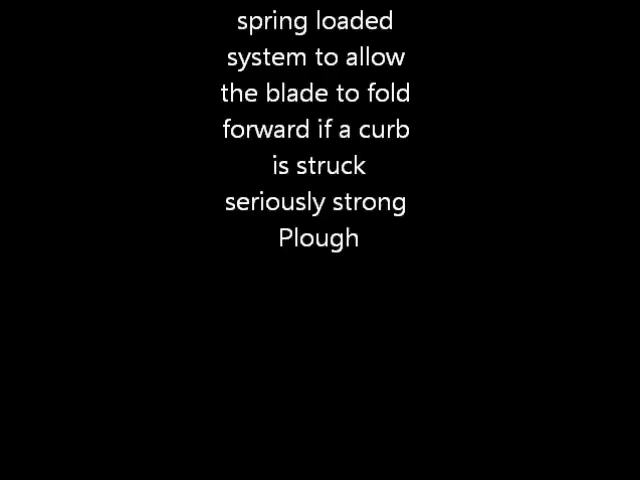 spring loaded
system to allow
the blade to fold
forward if a curb
is struck
seriously strong
Plough